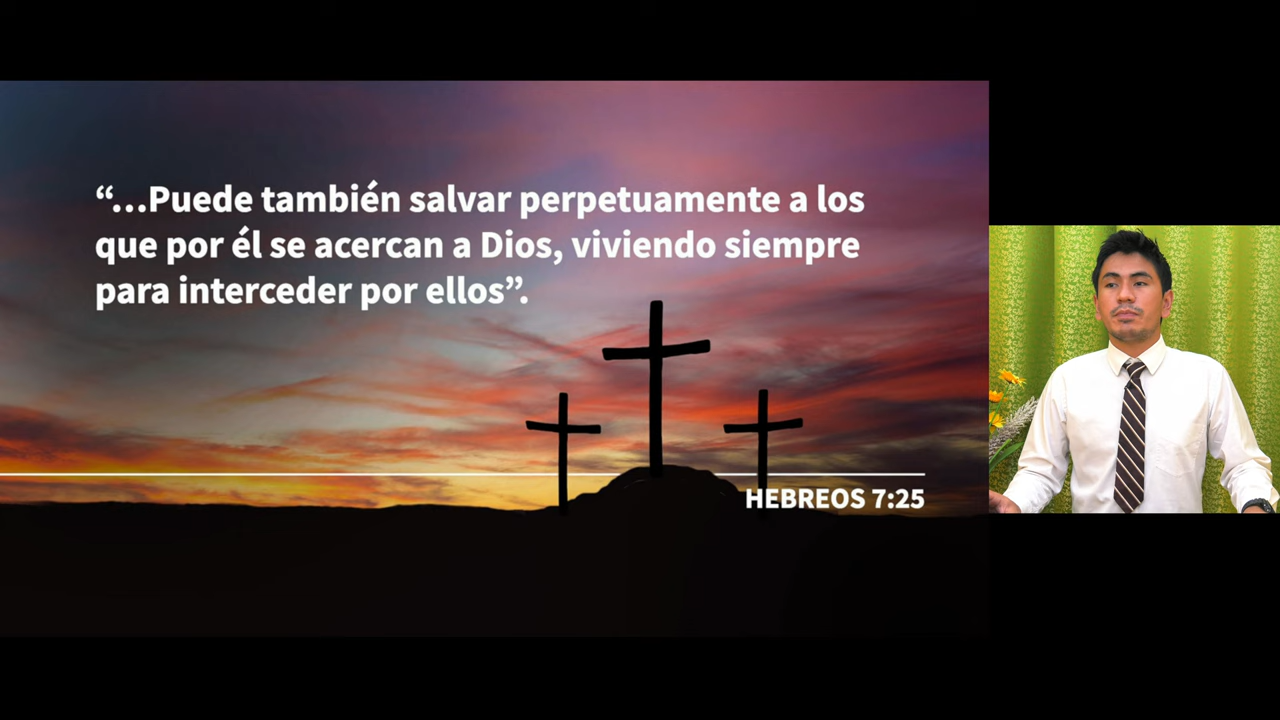 “…Puede también salvar perpetuamente a los
que por él se acercan a Dios, viviendo siempre
para interceder por ellos”.
HEBREOS 7:25